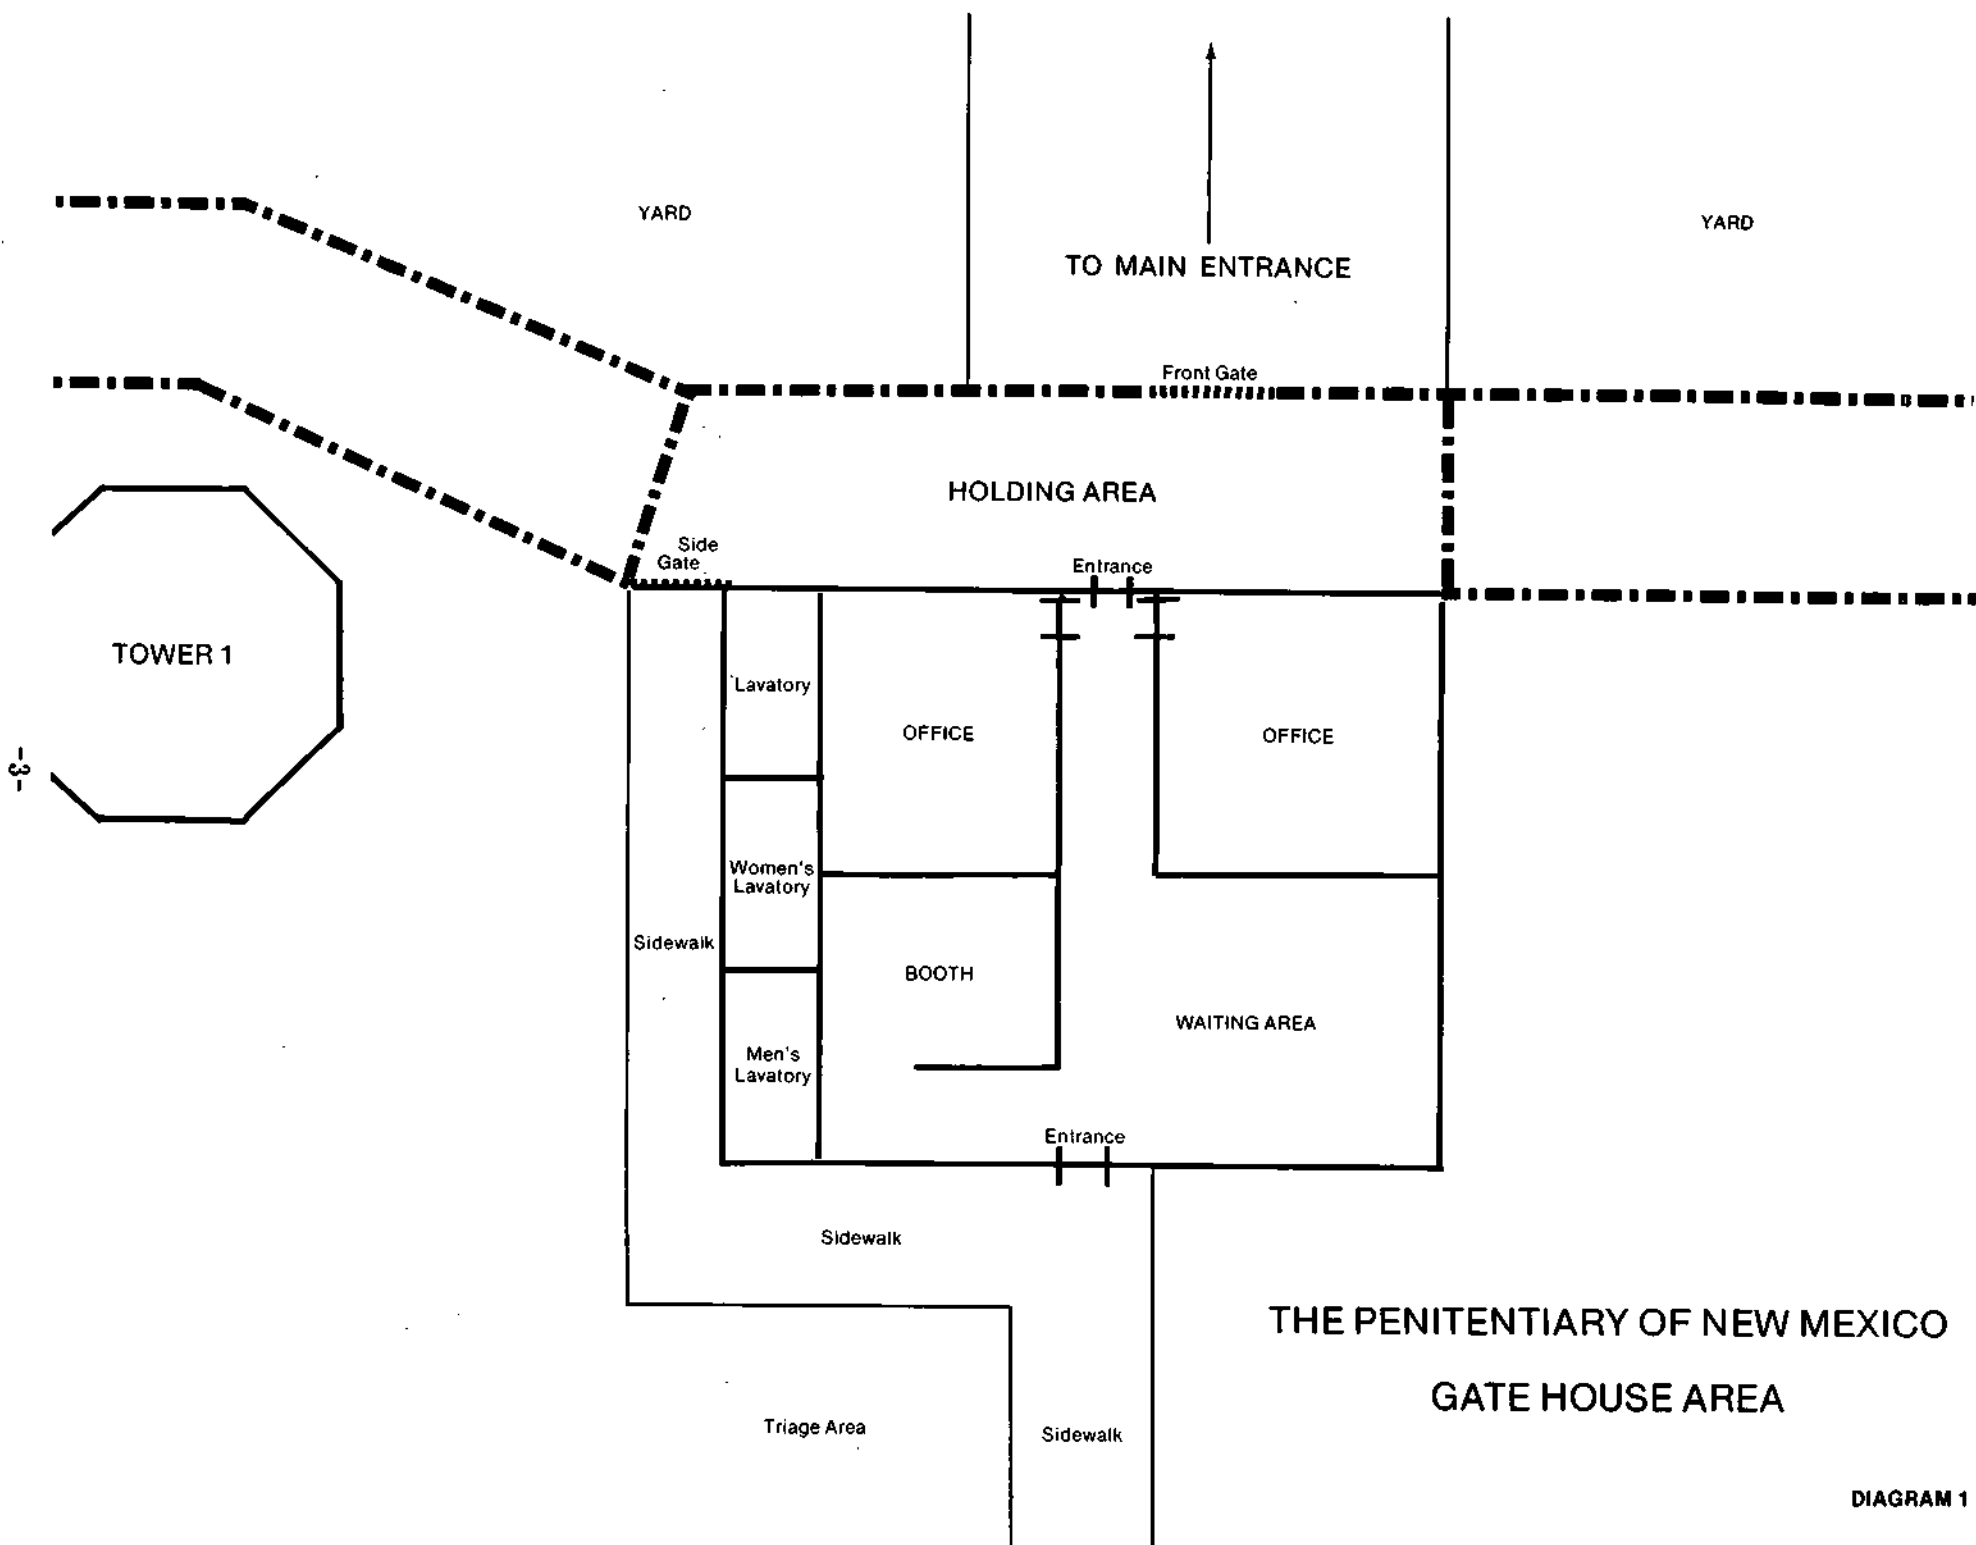 YARD
YARD
TO MAIN ENTRANCE
Front Gate
HOLDING AREA
Side
Gate
Entrance
TOWER 1
Lavatory
OFFICE
OFFICE
-3-
Women's
Lavatory
Sidewalk
BOOTH
WAITING AREA
Men's
Lavatory
Entrance
Sidewalk
THE PENITENTIARY OF NEW MEXICO
GATE HOUSE AREA
Triage Area
Sidewalk
DIAGRAM 1